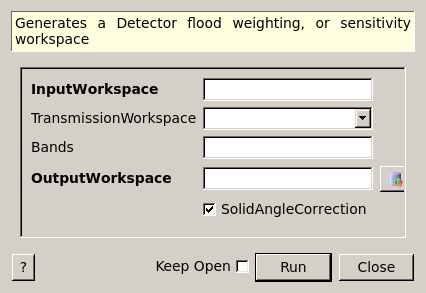 Generates a Detector flood weighting, or sensitivity
workspace
InputWorkspace
TransmissionWorkspace
Bands
OutputWorkspace
SolidAngleCorrection
? Keep Open Run Close